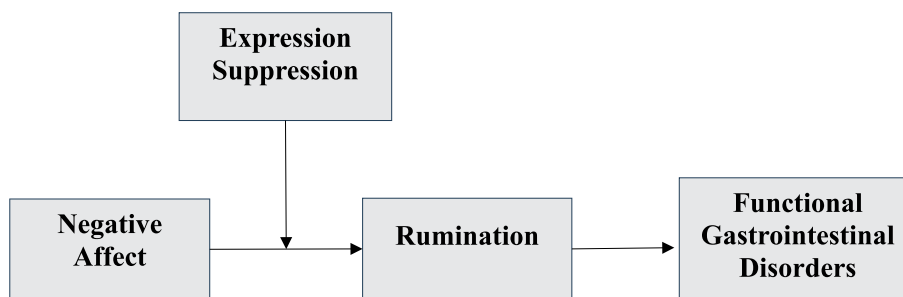 Expression
Suppression
Negative
Affect
Rumination
Functional
Gastrointestinal
Disorders